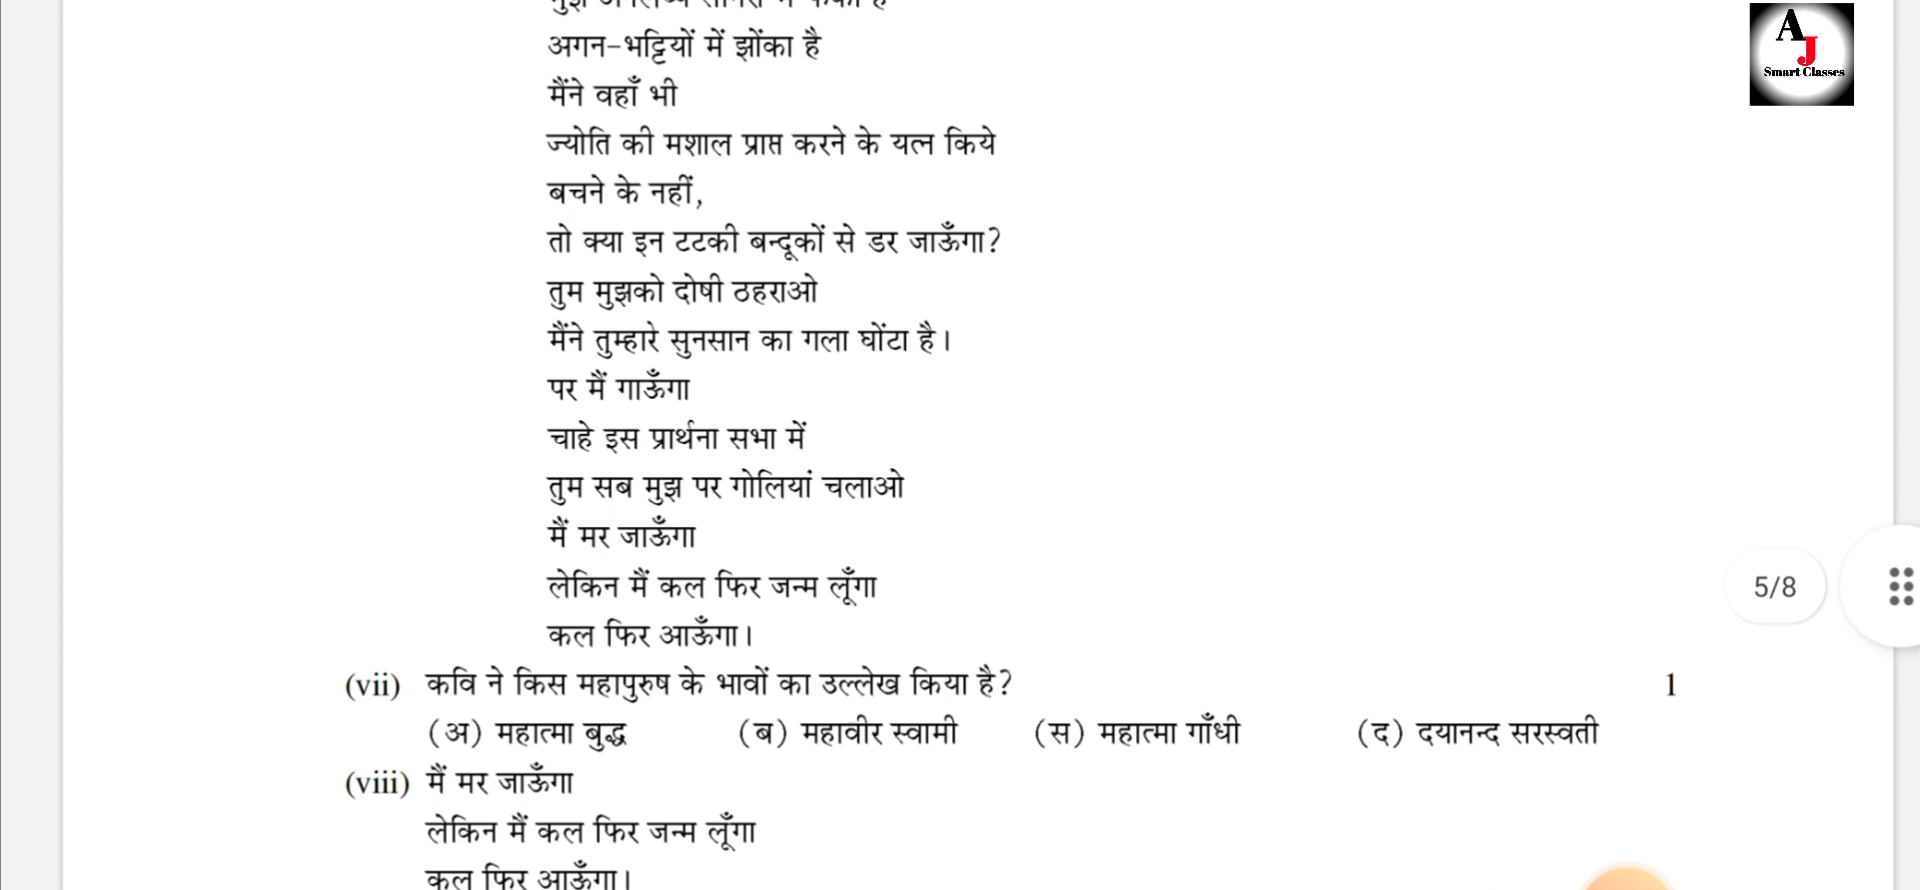 अगन-भट्टियों में झोंका है
मैंने वहाँ भी
ज्योति की मशाल प्राप्त करने के यत्न किये
बचने के नहीं,
तो क्या इन टटकी बन्दूकों से डर जाऊँगा?
तुम मुझको दोषी ठहराओ
मैंने तुम्हारे सुनसान का गला घोंटा है।
पर मैं गाऊँगा
चाहे इस प्रार्थना सभा में
तुम सब मुझ पर गोलियां चलाओ
मैं मर जाऊँगा
लेकिन मैं कल फिर जन्म लूँगा
कल फिर आऊँगा।
(vii) कवि ने किस महापुरुष के भावों का उल्लेख किया है? 1
(अ) महात्मा बुद्ध (ब) महावीर स्वामी (स) महात्मा गाँधी (द) दयानन्द सरस्वती
(viii) मैं मर जाऊँगा
लेकिन मैं कल फिर जन्म लूँगा
कल फिर आऊँगा।
AJ
Smart Classes
5/8